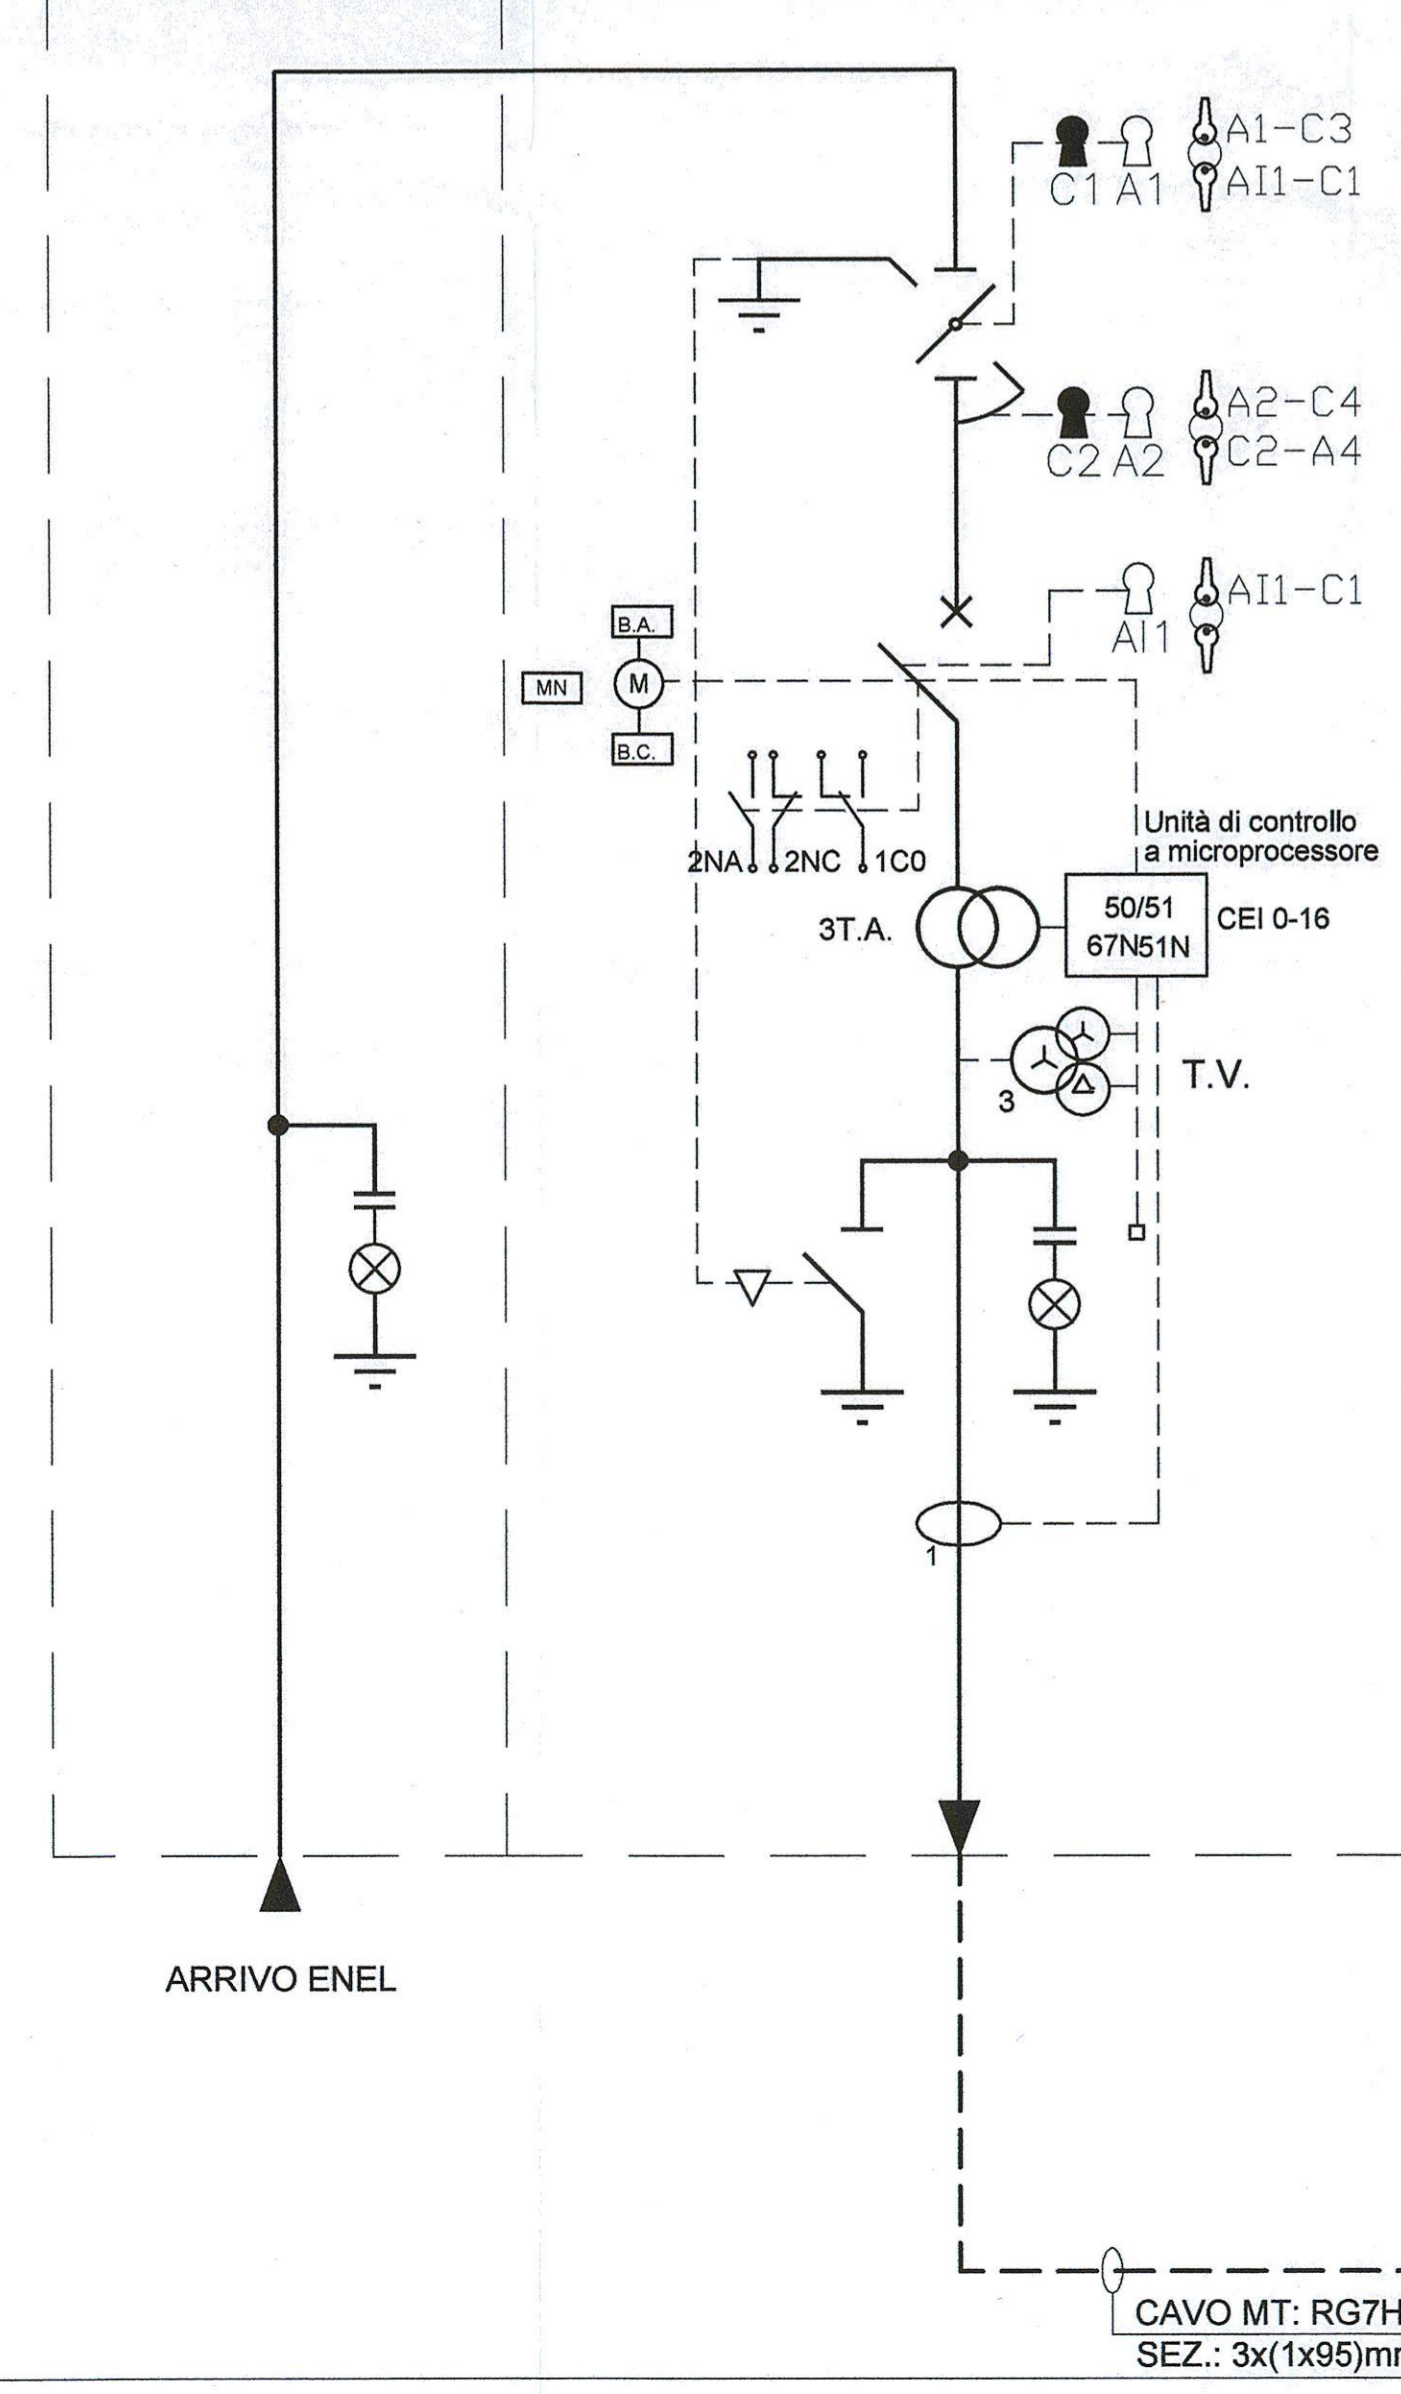 A1-C3
C1 A1
AI1-C1
A2-C4
C2 A2
C2-A4
AI1-C1
AI1
B.A.
MN
M
B.C.
2NA 2NC 1C0
Unità di controllo
a microprocessore
3T.A.
50/51
67N51N
CEI 0-16
T.V.
3
1
ARRIVO ENEL
CAVO MT: RG7H
SEZ.: 3x(1x95)m